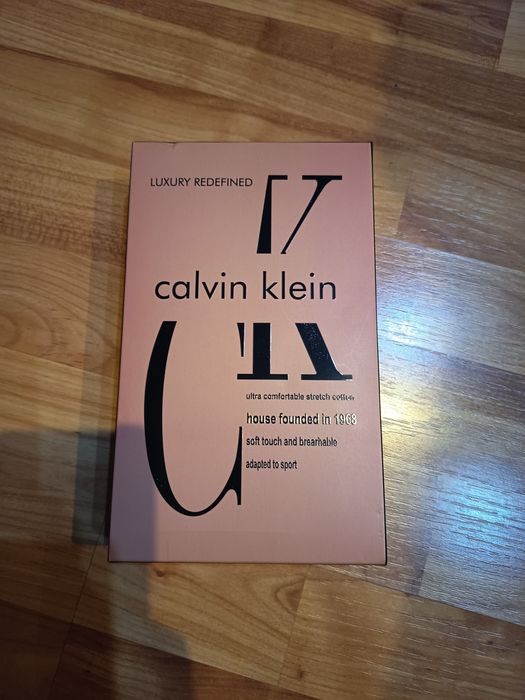 LUXURY REDEFINED
K
calvin klein
C
ultra comfortable stretch cotton
house founded in 1968
soft touch and brearhable
adapted to sport